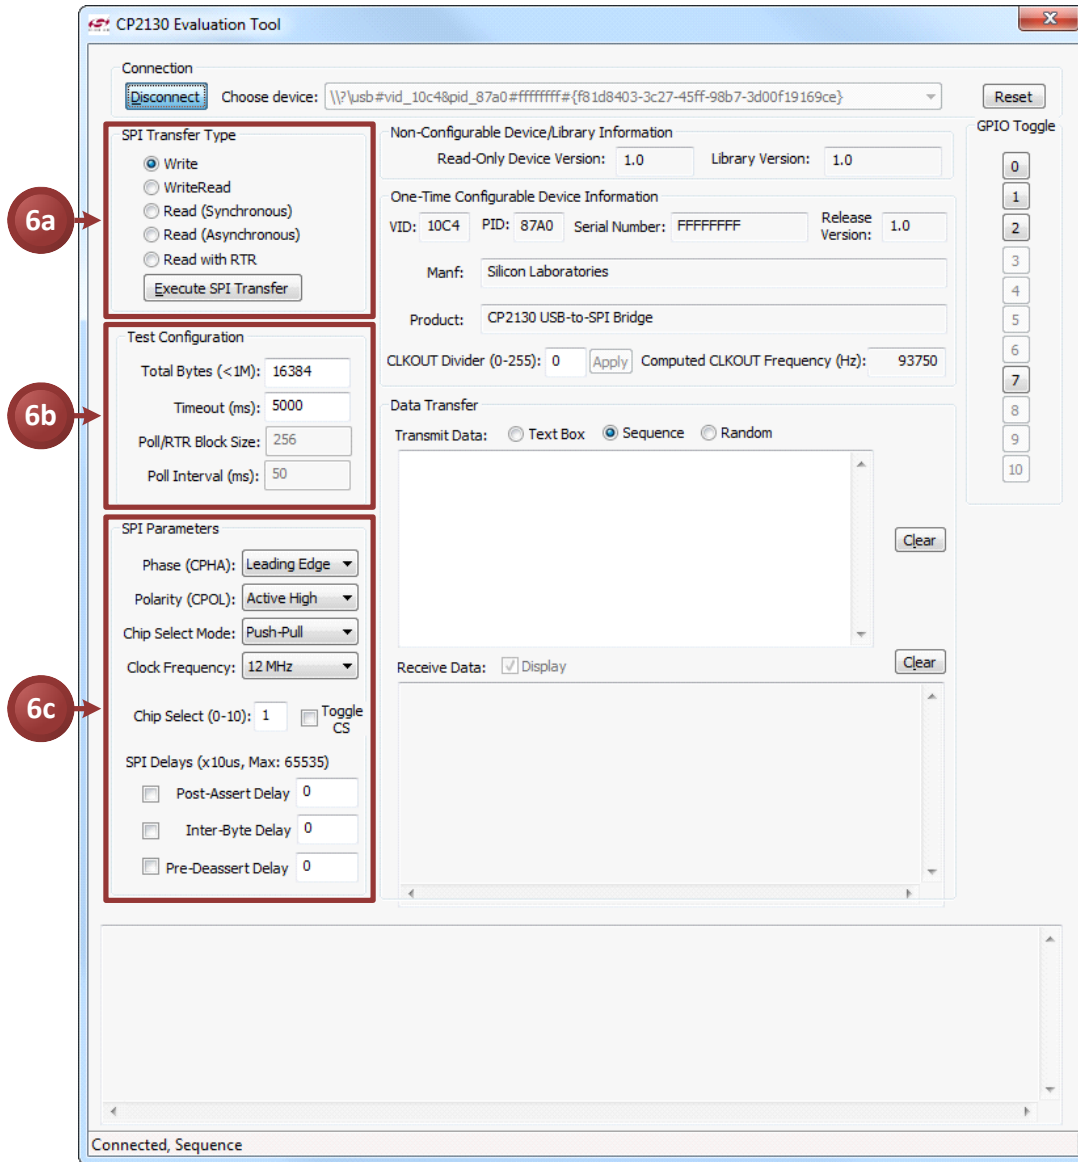 CP2130 Evaluation Tool
Connection
Disconnect Choose device: \\?\usb#vid_10c4&pid_87a0#ffffffff#{f81d8403-3c27-45ff-98b7-3d00f19169ce} Reset
6a
SPI Transfer Type
Write
WriteRead
Read (Synchronous)
Read (Asynchronous)
Read with RTR
Execute SPI Transfer
6b
Test Configuration
Total Bytes (<1M): 16384
Timeout (ms): 5000
Poll/RTR Block Size: 256
Poll Interval (ms): 50
6c
SPI Parameters
Phase (CPHA): Leading Edge
Polarity (CPOL): Active High
Chip Select Mode: Push-Pull
Clock Frequency: 12 MHz
Chip Select (0-10): 1 Toggle
CS
SPI Delays (x10us, Max: 65535)
Post-Assert Delay 0
Inter-Byte Delay 0
Pre-Deassert Delay 0
Non-Configurable Device/Library Information
Read-Only Device Version: 1.0 Library Version: 1.0
One-Time Configurable Device Information
VID: 10C4 PID: 87A0 Serial Number: FFFFFFFF Release
Version: 1.0
Manf: Silicon Laboratories
Product: CP2130 USB-to-SPI Bridge
CLKOUT Divider (0-255): 0 Apply Computed CLKOUT Frequency (Hz): 93750
Data Transfer
Transmit Data: Text Box Sequence Random
Clear
Receive Data: Display Clear
GPIO Toggle
0
1
2
3
4
5
6
7
8
9
10
Connected, Sequence